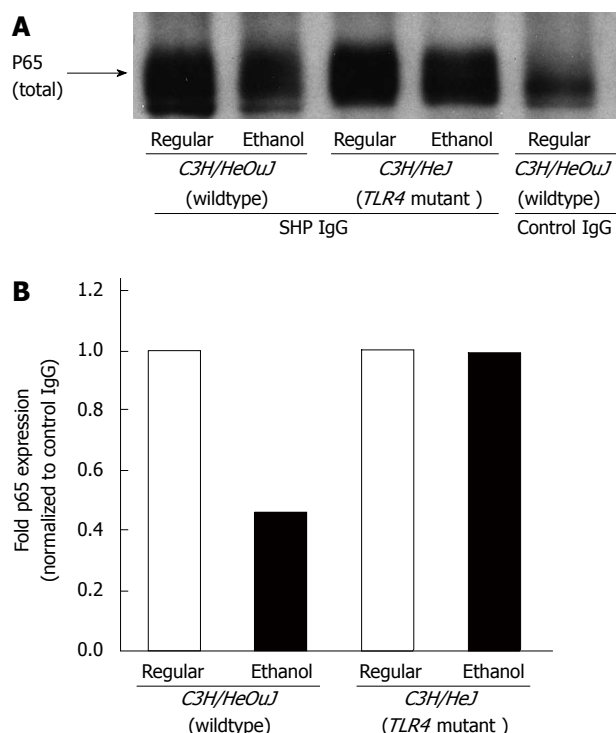 A
P65
(total)
Regular Ethanol Regular Ethanol Regular
C3H/HeOuJ C3H/HeJ C3H/HeOuJ
(wildtype) (TLR4 mutant ) (wildtype)
SHP IgG Control IgG
B
Fold p65 expression
(normalized to control IgG)
1.2
1.0
0.8
0.6
0.4
0.2
0.0
Regular Ethanol Regular Ethanol
C3H/HeOuJ C3H/HeJ
(wildtype) (TLR4 mutant )